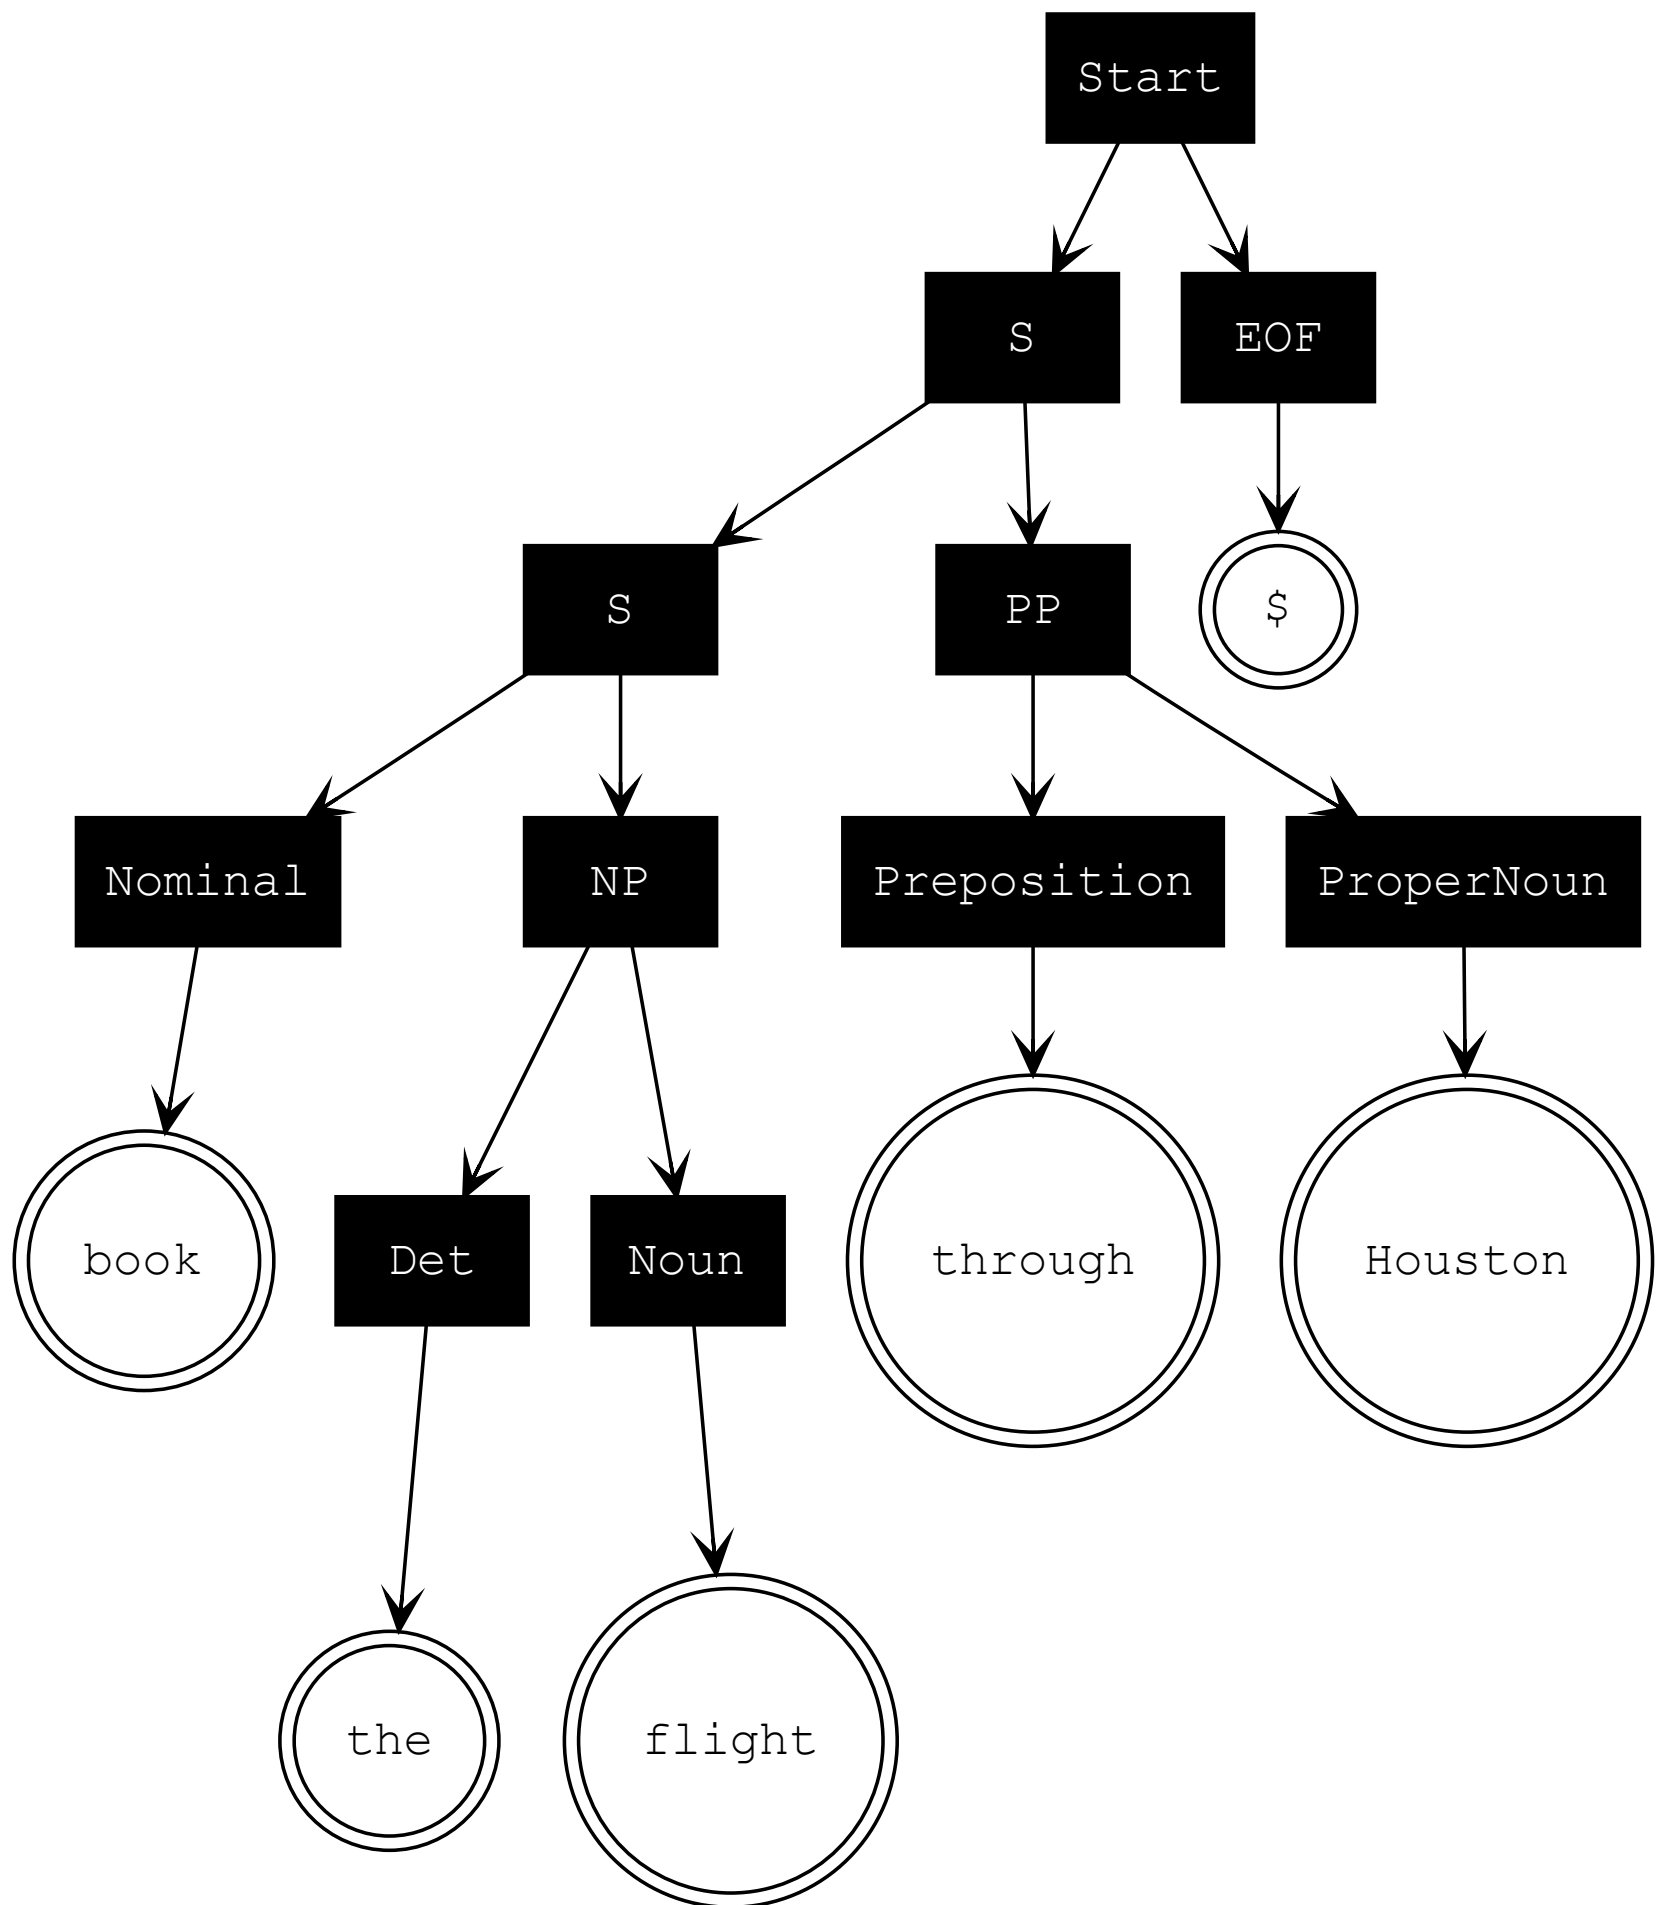 Start
S
EOF
S
PP
$
Nominal
NP
Preposition
ProperNoun
book
Det
Noun
through
Houston
the
flight